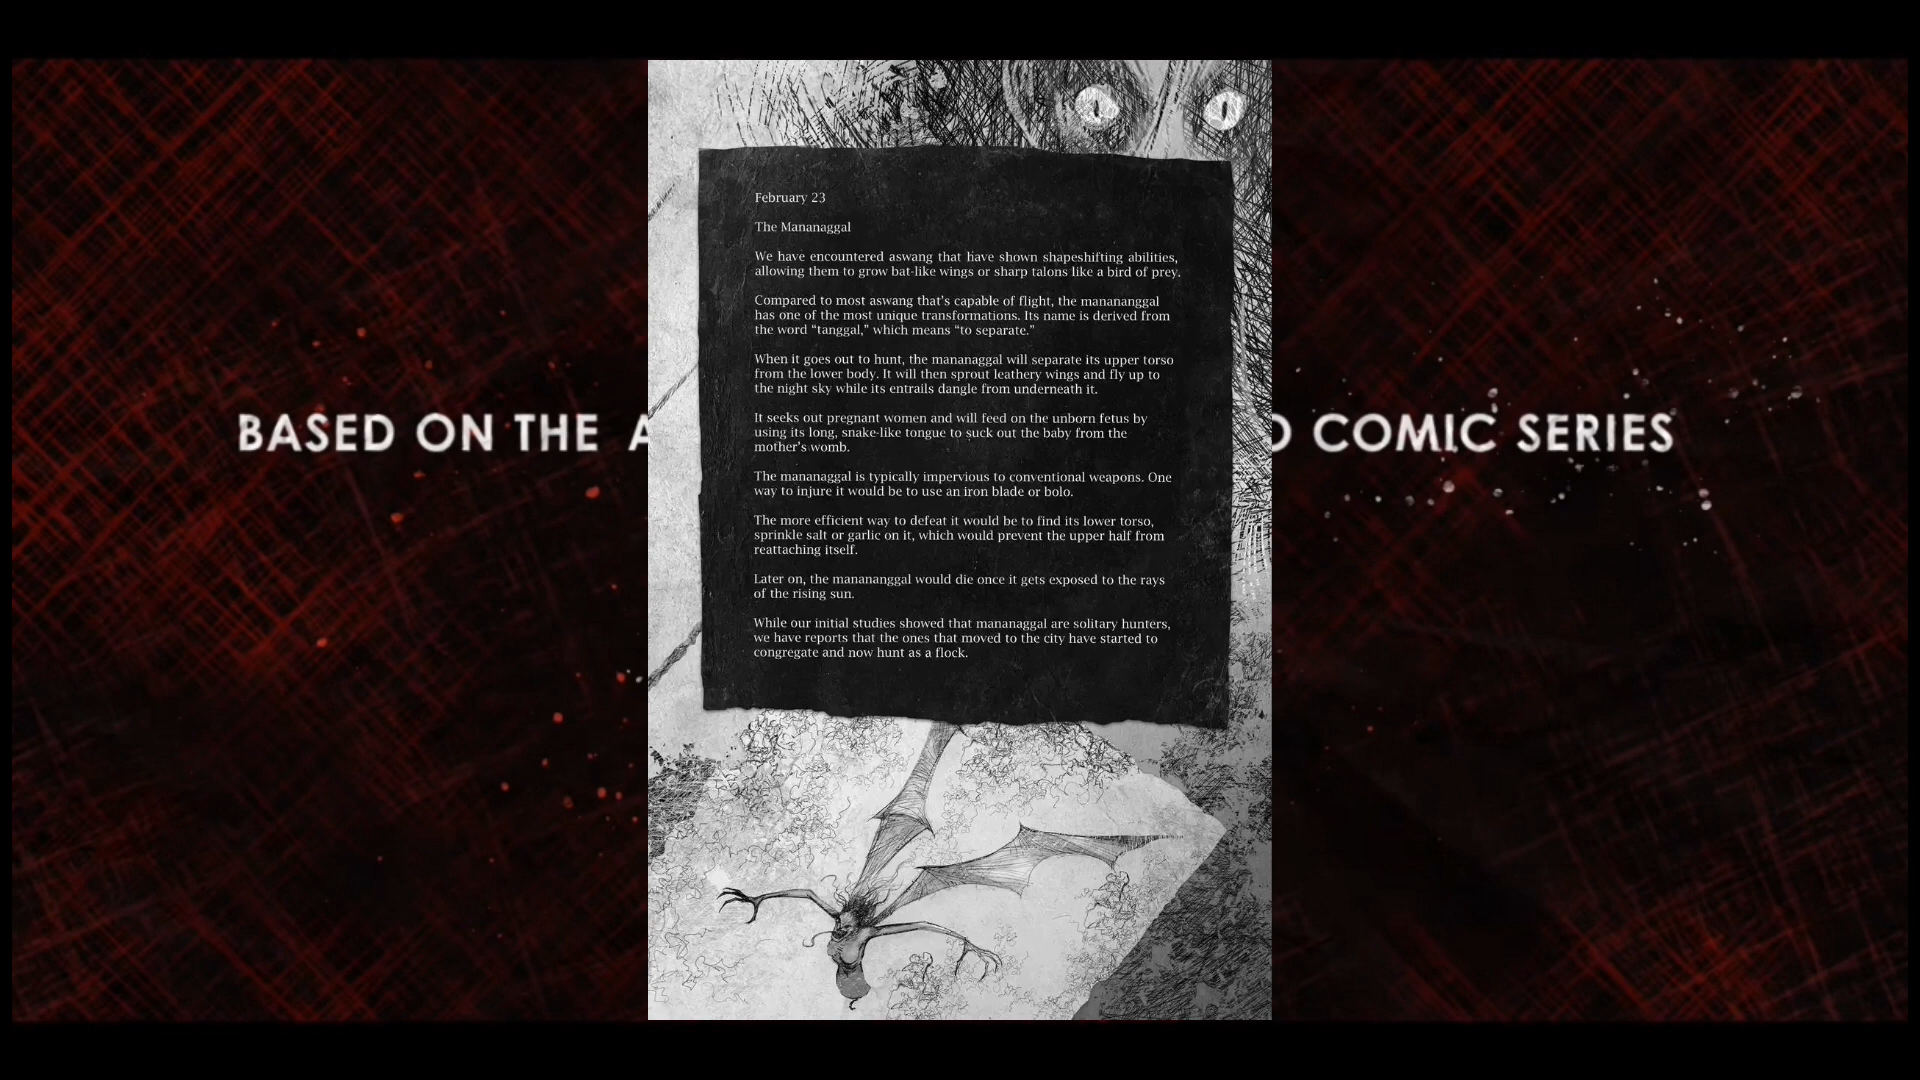 February 23
The Mananaggal
We have encountered aswang that have shown shapeshifting abilities,
allowing them to grow bat-like wings or sharp talons like a bird of prey.
Compared to most aswang that's capable of flight, the manananggal
has one of the most unique transformations. Its name is derived from
the word “tanggal,” which means “to separate.”
When it goes out to hunt, the mananaggal will separate its upper torso
from the lower body. It will then sprout leathery wings and fly up to
the night sky while its entrails dangle from underneath it.
It seeks out pregnant women and will feed on the unborn fetus by
using its long, snake-like tongue to suck out the baby from the
mother's womb.
The mananaggal is typically impervious to conventional weapons. One
way to injure it would be to use an iron blade or bolo.
The more efficient way to defeat it would be to find its lower torso,
sprinkle salt or garlic on it, which would prevent the upper half from
reattaching itself.
Later on, the manananggal would die once it gets exposed to the rays
of the rising sun.
While our initial studies showed that mananaggal are solitary hunters,
we have reports that the ones that moved to the city have started to
congregate and now hunt as a flock.
BASED ON THE
COMIC SERIES